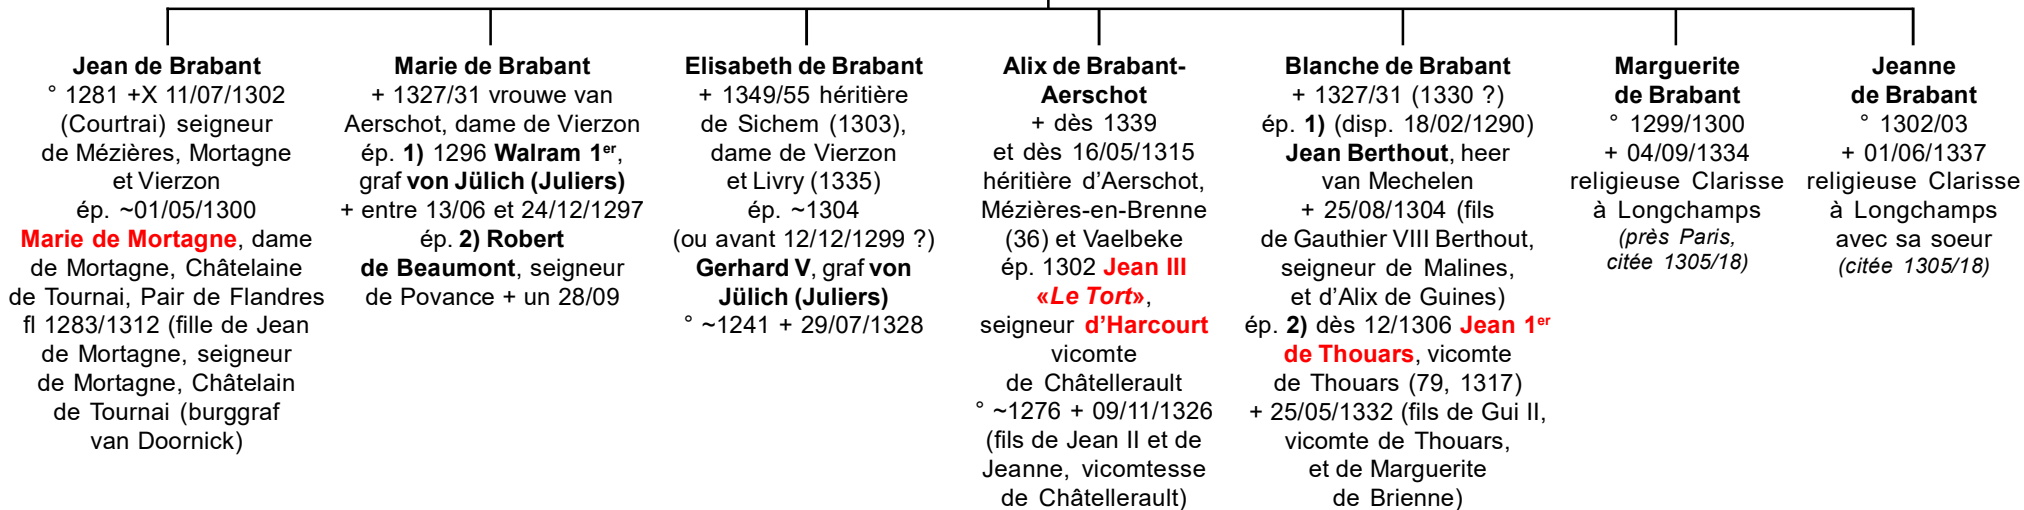 Jean de Brabant
° 1281 +X 11/07/1302
(Courtrai) seigneur
de Mézières, Mortagne
et Vierzon
ép. ~01/05/1300
Marie de Mortagne, dame
de Mortagne, Châtelaine
de Tournai, Pair de Flandres
fl 1283/1312 (fille de Jean
de Mortagne, seigneur
de Mortagne, Châtelain
de Tournai (burggraf
van Doornick)
Marie de Brabant
+ 1327/31 vrouwe van
Aerschot, dame de Vierzon
ép. 1) 1296 Walram 1er,
graf von Jülich (Juliers)
+ entre 13/06 et 24/12/1297
ép. 2) Robert
de Beaumont, seigneur
de Povance + un 28/09
Elisabeth de Brabant
+ 1349/55 héritière
de Sichem (1303),
dame de Vierzon
et Livry (1335)
ép. ~1304
(ou avant 12/12/1299 ?)
Gerhard V, graf von
Jülich (Juliers)
° ~1241 + 29/07/1328
Alix de Brabant-
Aerschot
+ dès 1339
et dès 16/05/1315
héritière d'Aerschot,
Mézières-en-Brenne
(36) et Vaelbeke
ép. 1302 Jean III
«Le Tort»,
seigneur d'Harcourt
vicomte
de Châtellerault
° ~1276 + 09/11/1326
(fils de Jean II et de
Jeanne, vicomtesse
de Châtellerault)
Blanche de Brabant
+ 1327/31 (1330 ?)
ép. 1) (disp. 18/02/1290)
Jean Berthout, heer
van Mechelen
+ 25/08/1304 (fils
de Gauthier VIII Berthout,
seigneur de Malines,
et d'Alix de Guines)
ép. 2) dès 12/1306 Jean 1er
de Thouars, vicomte
de Thouars (79, 1317)
+ 25/05/1332 (fils de Gui II,
vicomte de Thouars,
et de Marguerite
de Brienne)
Marguerite
de Brabant
° 1299/1300
+ 04/09/1334
religieuse Clarisse
à Longchamps
(près Paris,
citée 1305/18)
Jeanne
de Brabant
° 1302/03
+ 01/06/1337
religieuse Clarisse
à Longchamps
avec sa soeur
(citée 1305/18)